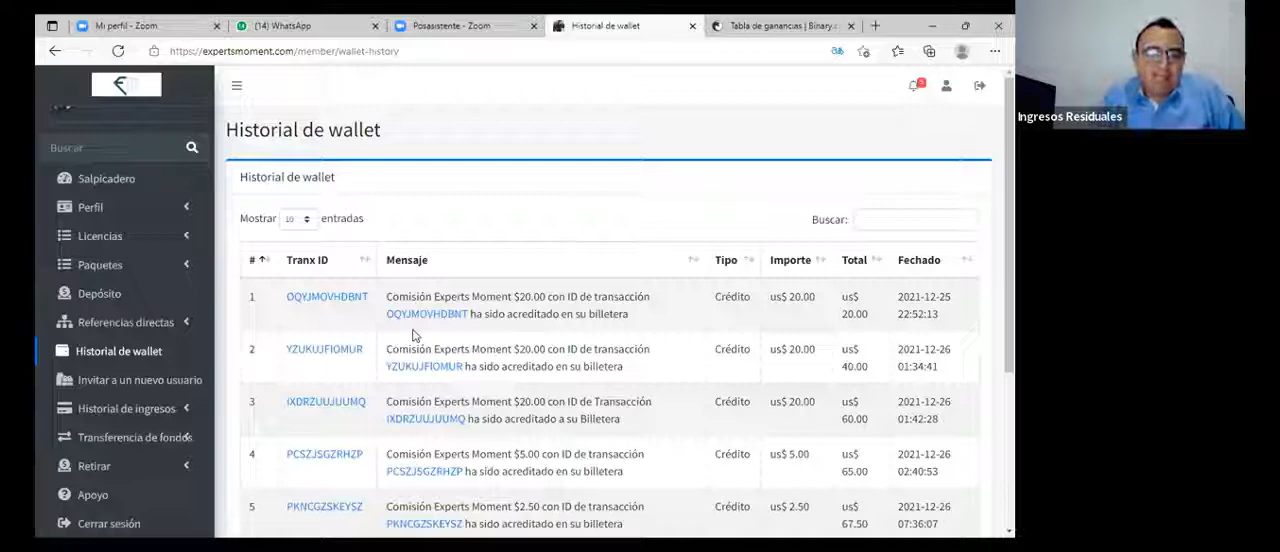 Mi perfil - Zoom
(14) WhatsApp
Posasistente - Zoom
Historial de wallet
Tabla de ganancuas | Binary.c
https://expertsmoment.com/member/wallet-history
Ingresos Residuales
Buscar
Salpicadero
Perfil
Licencias
Paquetes
Depósito
Referencias directas
Historial de wallet
Invitar a un nuevo usuario
Historial de ingresos
Transferencia de fondos
Retirar
Apoyo
Cerrar sesión
Historial de wallet
Historial de wallet
Mostrar 10 entradas
Buscar:
# Tranx ID Mensaje Tipo Importe Total Fechado
1 OQYJMOVHDBNT Comisión Experts Moment $20.00 con ID de transacción Crédito us$ 20.00 us$ 2021-12-25
OQYJMOVHDBNT ha sido acreditado en su billetera 20.00 22:52:13
2 YZUKUJFIOMUR Comisión Experts Moment $20.00 con ID de transacción Crédito us$ 20.00 us$ 2021-12-26
YZUKUJFIOMUR ha sido acreditado en su billetera 40.00 01:34:41
3 IXDRZUUJUUMQ Comisión Experts Moment $20.00 con ID de Transacción Crédito us$ 20.00 us$ 2021-12-26
IXDRZUUJUUMQ ha sido acreditado a su Billetera 60.00 01:42:28
4 PCSZJSGZRHZP Comisión Experts Moment $5.00 con ID de transacción Crédito us$ 5.00 us$ 2021-12-26
PCSZJSGZRHZP ha sido acreditado en su billetera 65.00 02:40:53
5 PKNCGZSKEYSZ Comisión Experts Moment $2.50 con ID de transacción Crédito us$ 2.50 us$ 2021-12-26
PKNCGZSKEYSZ ha sido acreditado en su billetera 67.50 07:36:07